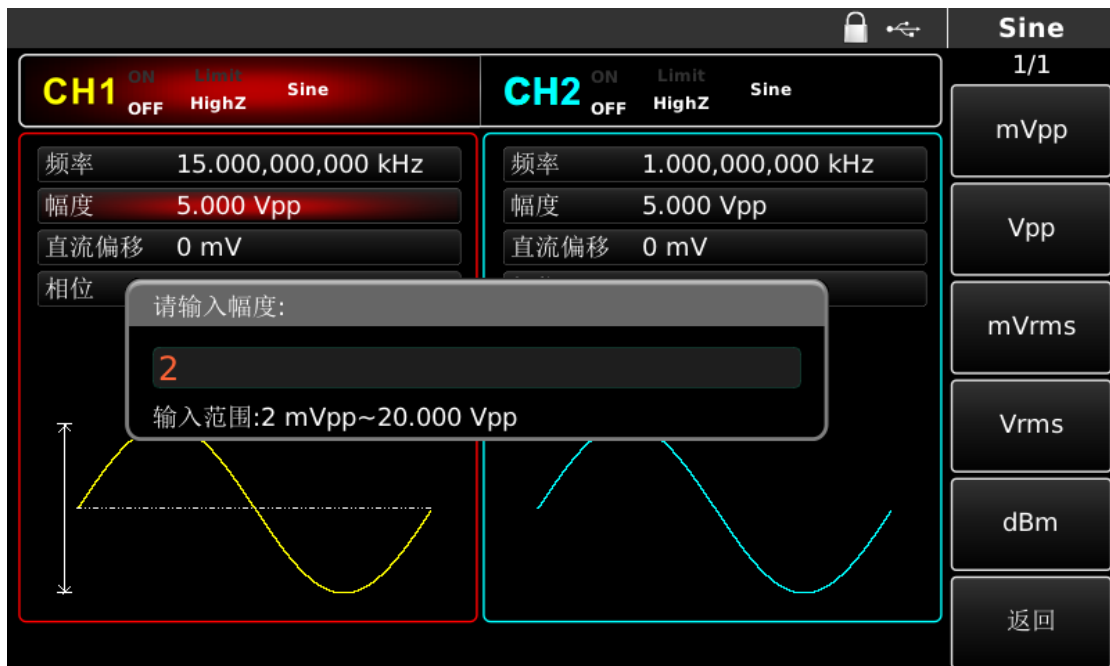 Sine
1/1
CH1 ON OFF Limit HighZ Sine
CH2 ON OFF Limit HighZ Sine
频率 15.000,000,000 kHz
幅度 5.000 Vpp
直流偏移 0 mV
相位
频率 1.000,000,000 kHz
幅度 5.000 Vpp
直流偏移 0 mV
请输入幅度:
2
输入范围:2 mVpp~20.000 Vpp
mVpp
Vpp
mVrms
Vrms
dBm
返回